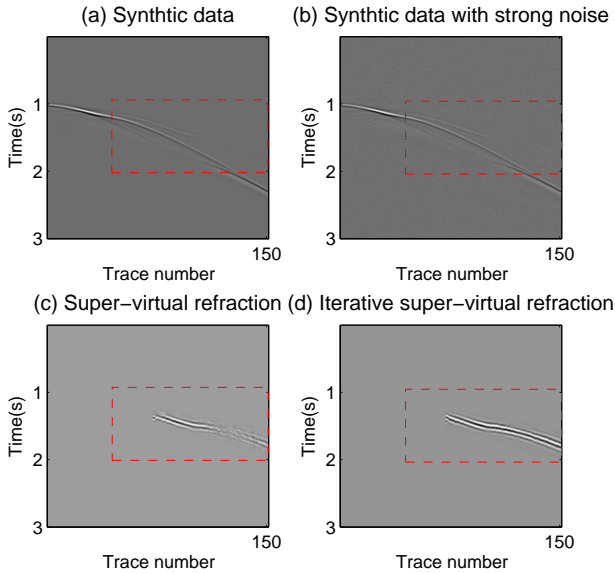 (a) Synthtic data
Time(s)
1
2
3
150
Trace number
(b) Synthtic data with strong noise
Time(s)
1
2
3
150
Trace number
(c) Super−virtual refraction
Time(s)
1
2
3
150
Trace number
(d) Iterative super−virtual refraction
Time(s)
1
2
3
150
Trace number